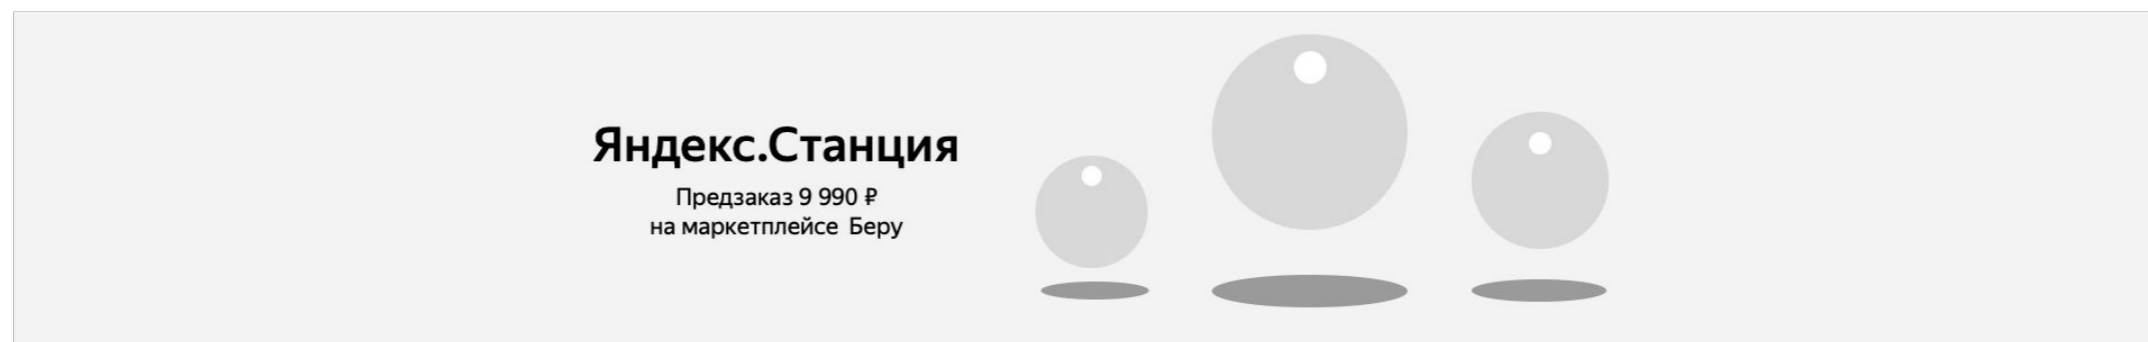 Яндекс.Станция
Предзаказ 9 990 ₽
на маркетплейсе Беру